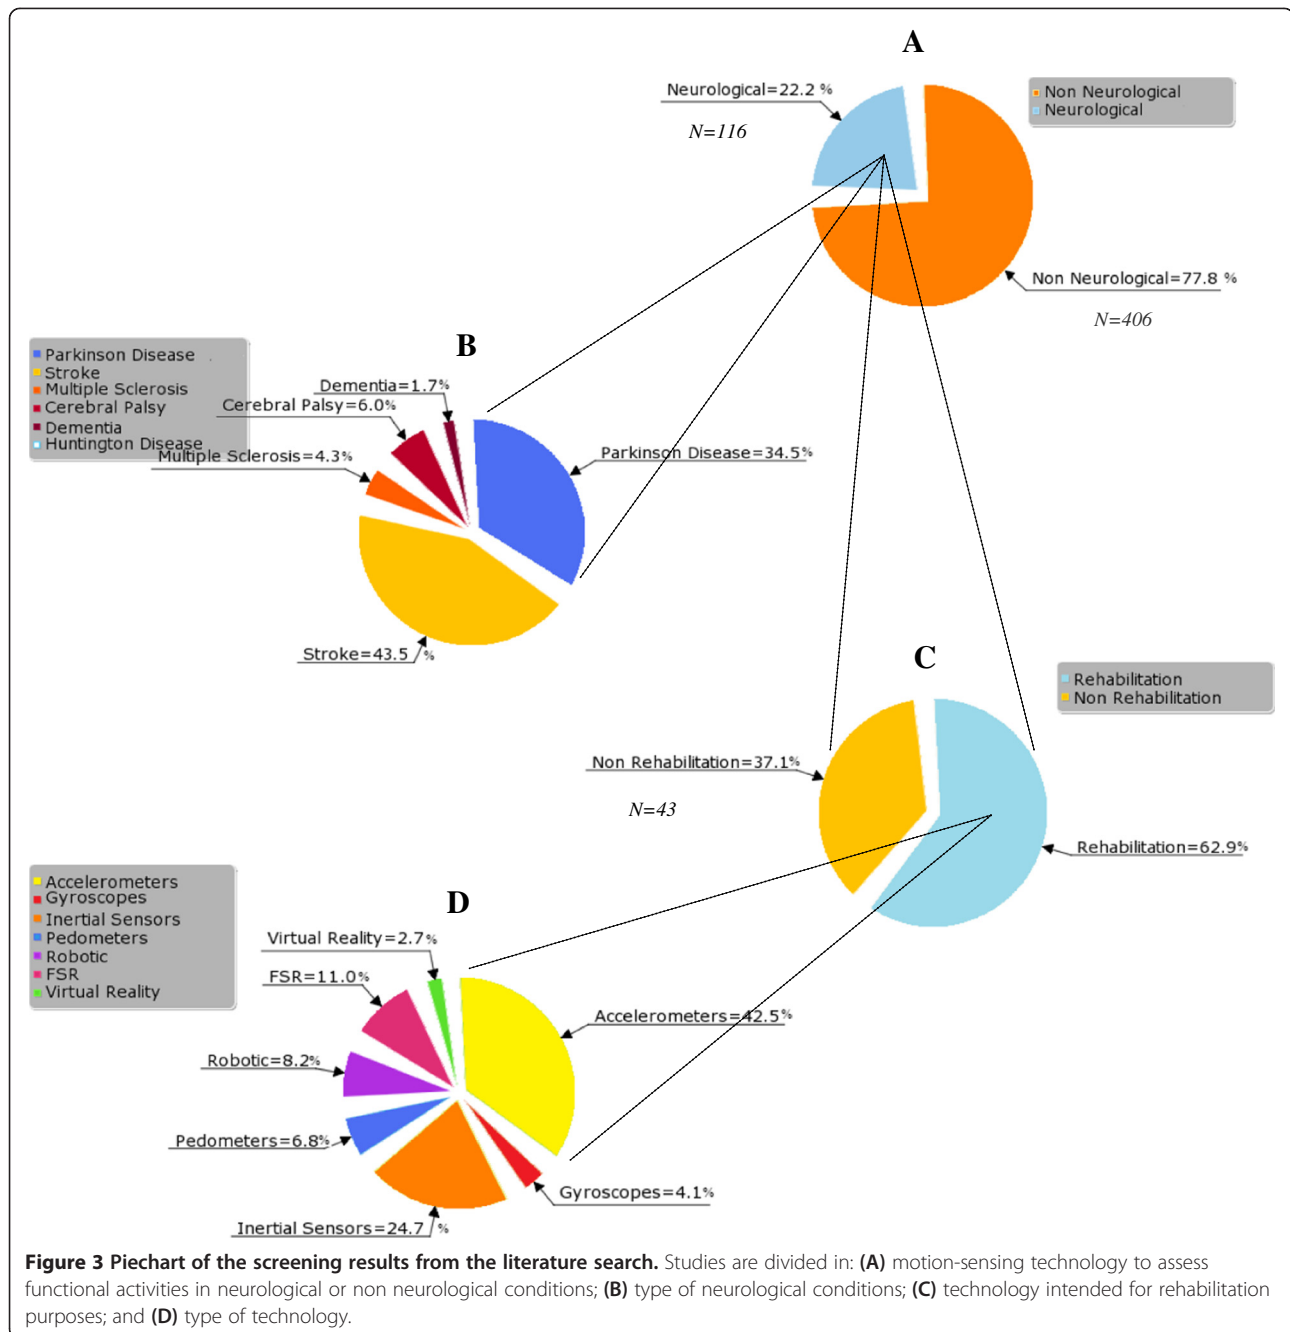 A
Neurological=22.2 %
N=116
Non Neurological
Neurological
Non Neurological=77.8 %
N=406
B
Parkinson Disease
Stroke
Multiple Sclerosis
Cerebral Palsy
Dementia
Huntington Disease
Dementia=1.7%
Cerebral Palsy=6.0%
Multiple Sclerosis=4.3%
Parkinson Disease=34.5%
Stroke=43.5 %
C
Rehabilitation
Non Rehabilitation
Non Rehabilitation=37.1%
N=43
Rehabilitation=62.9%
D
Accelerometers
Gyroscopes
Inertial Sensors
Pedometers
Robotic
FSR
Virtual Reality
Virtual Reality=2.7%
FSR=11.0%
Accelerometers=42.5%
Robotic=8.2%
Pedometers=6.8%
Gyroscopes=4.1%
Inertial Sensors=24.7 %
Figure 3 Piechart of the screening results from the literature search. Studies are divided in: (A) motion-sensing technology to assess
functional activities in neurological or non neurological conditions; (B) type of neurological conditions; (C) technology intended for rehabilitation
purposes; and (D) type of technology.